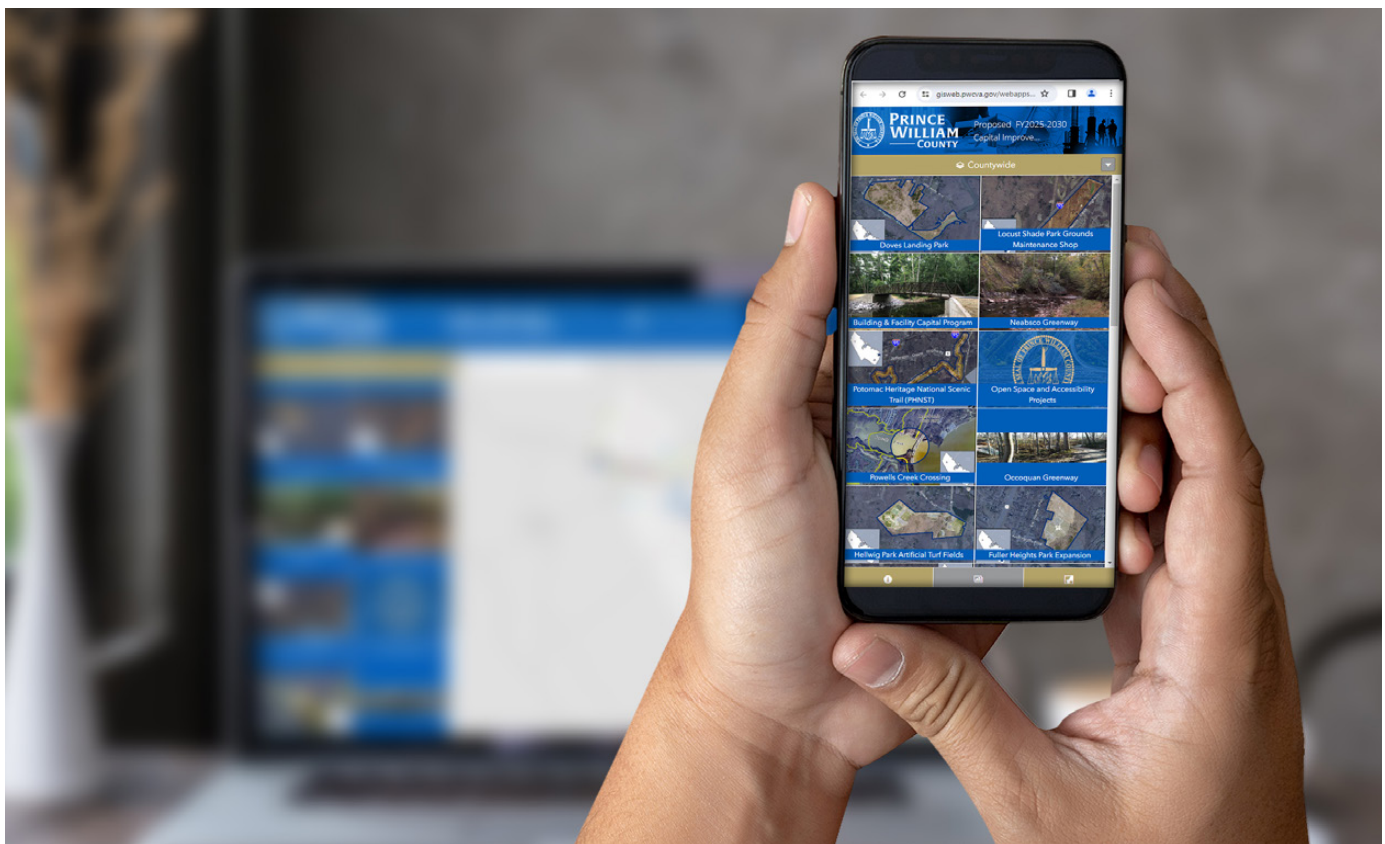 gisweb.pwcva.gov/webapps...
PRINCE
WILLIAM
COUNTY
Proposed FY2025-2030
Capital Improve...
Countywide
Doves Landing Park
Locust Shade Park Grounds
Maintenance Shop
Building & Facility Capital Program
Neabsco Greenway
Potomac Heritage National Scenic
Trail (PHNST)
Open Space and Accessibility
Projects
Powells Creek Crossing
Occoquan Greenway
Hellwig Park Artificial Turf Fields
Fuller Heights Park Expansion